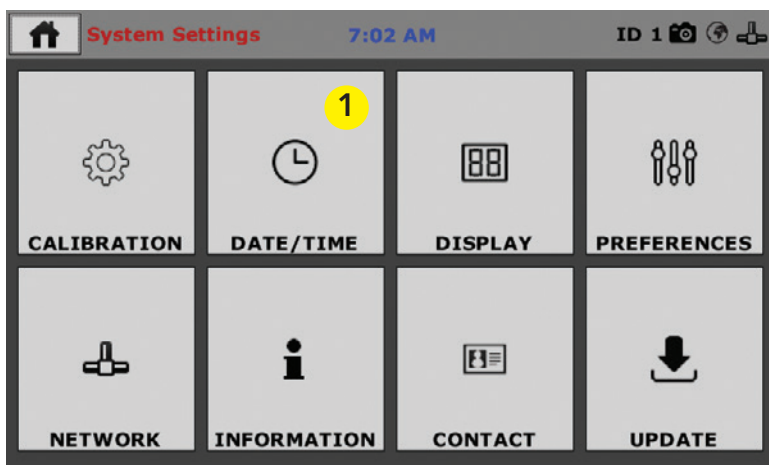 System Settings 7:02 AM ID 1
1
CALIBRATION DATE/TIME DISPLAY PREFERENCES
NETWORK INFORMATION CONTACT UPDATE